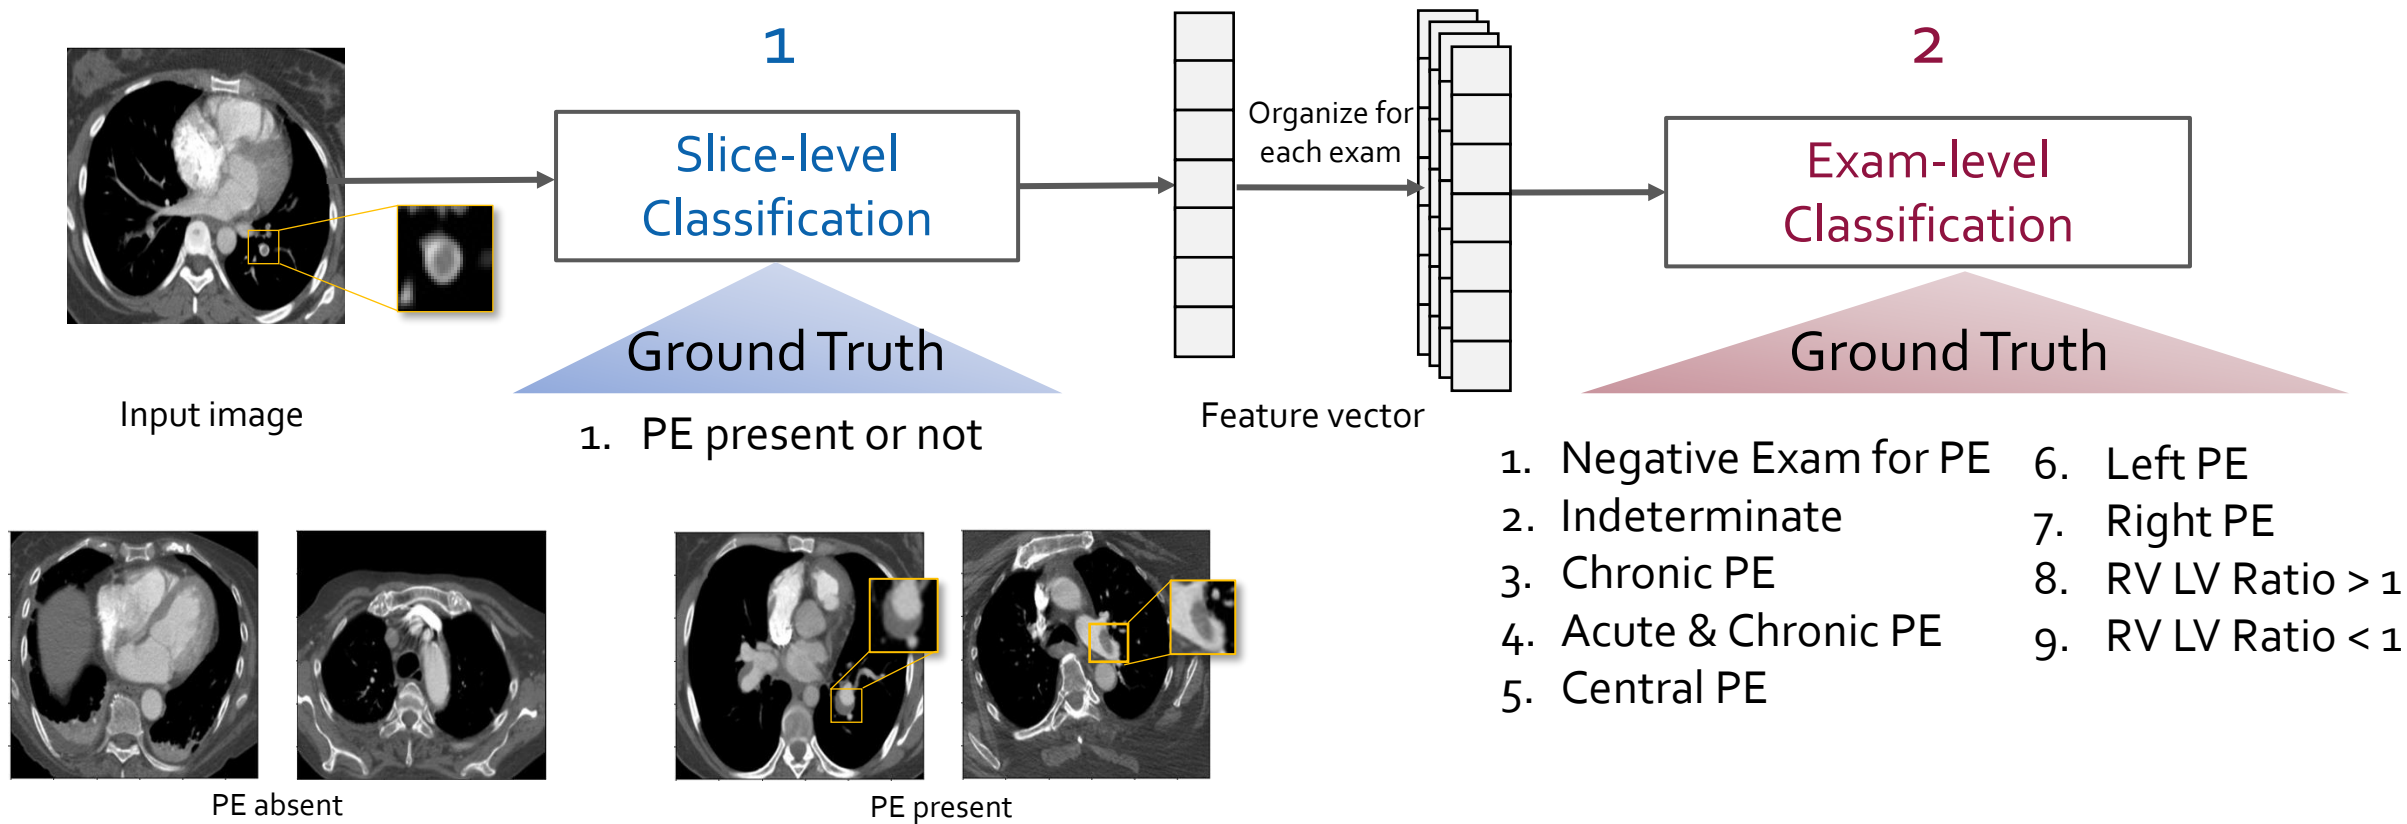 1
2
Slice-level
Classification
Organize for
each exam
Exam-level
Classification
Ground Truth
Ground Truth
Input image
Feature vector
1. PE present or not
1. Negative Exam for PE
2. Indeterminate
3. Chronic PE
4. Acute & Chronic PE
5. Central PE
6. Left PE
7. Right PE
8. RV LV Ratio > 1
9. RV LV Ratio < 1
PE absent
PE present